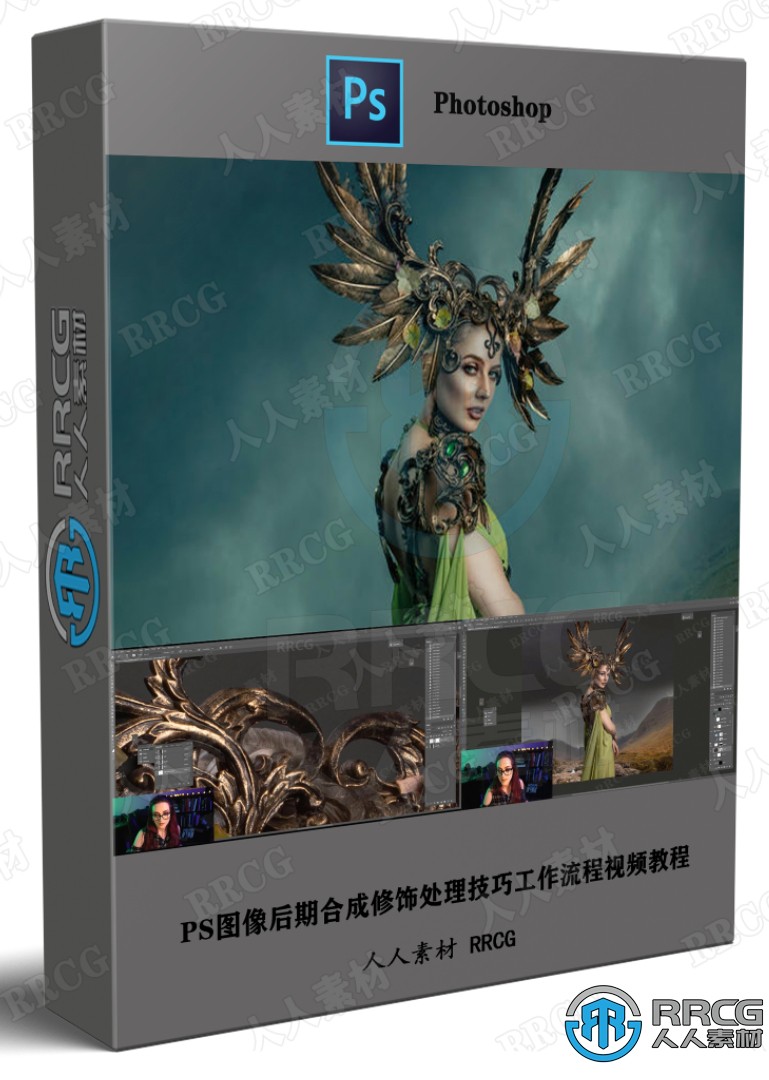 Ps
Photoshop
RRCG
人人素材
PS图像后期合成修饰处理技巧工作流程视频教程
人人素材 RRCG
RRCG
人人素材